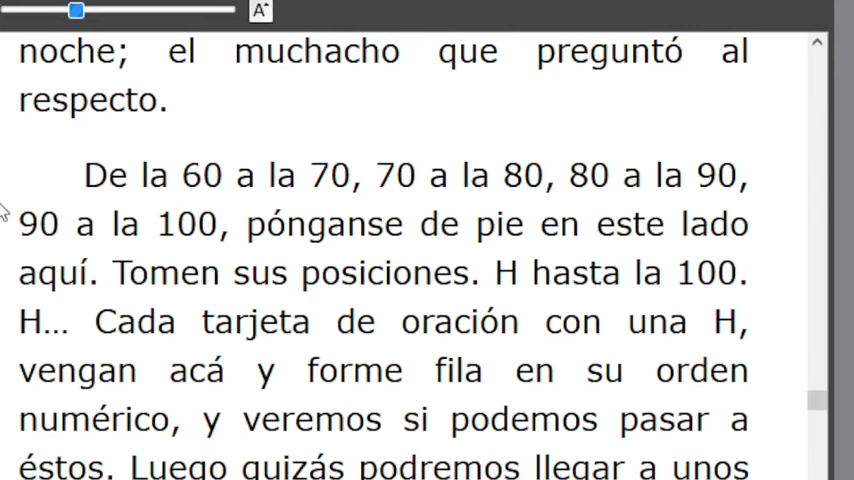 A
noche; el muchacho que preguntó al
respecto.
De la 60 a la 70, 70 a la 80, 80 a la 90,
90 a la 100, pónganse de pie en este lado
aquí. Tomen sus posiciones. H hasta la 100.
H... Cada tarjeta de oración con una H,
vengan acá y forme fila en su orden
numérico, y veremos si podemos pasar a
éstos. Luego quizás podremos llegar a unos